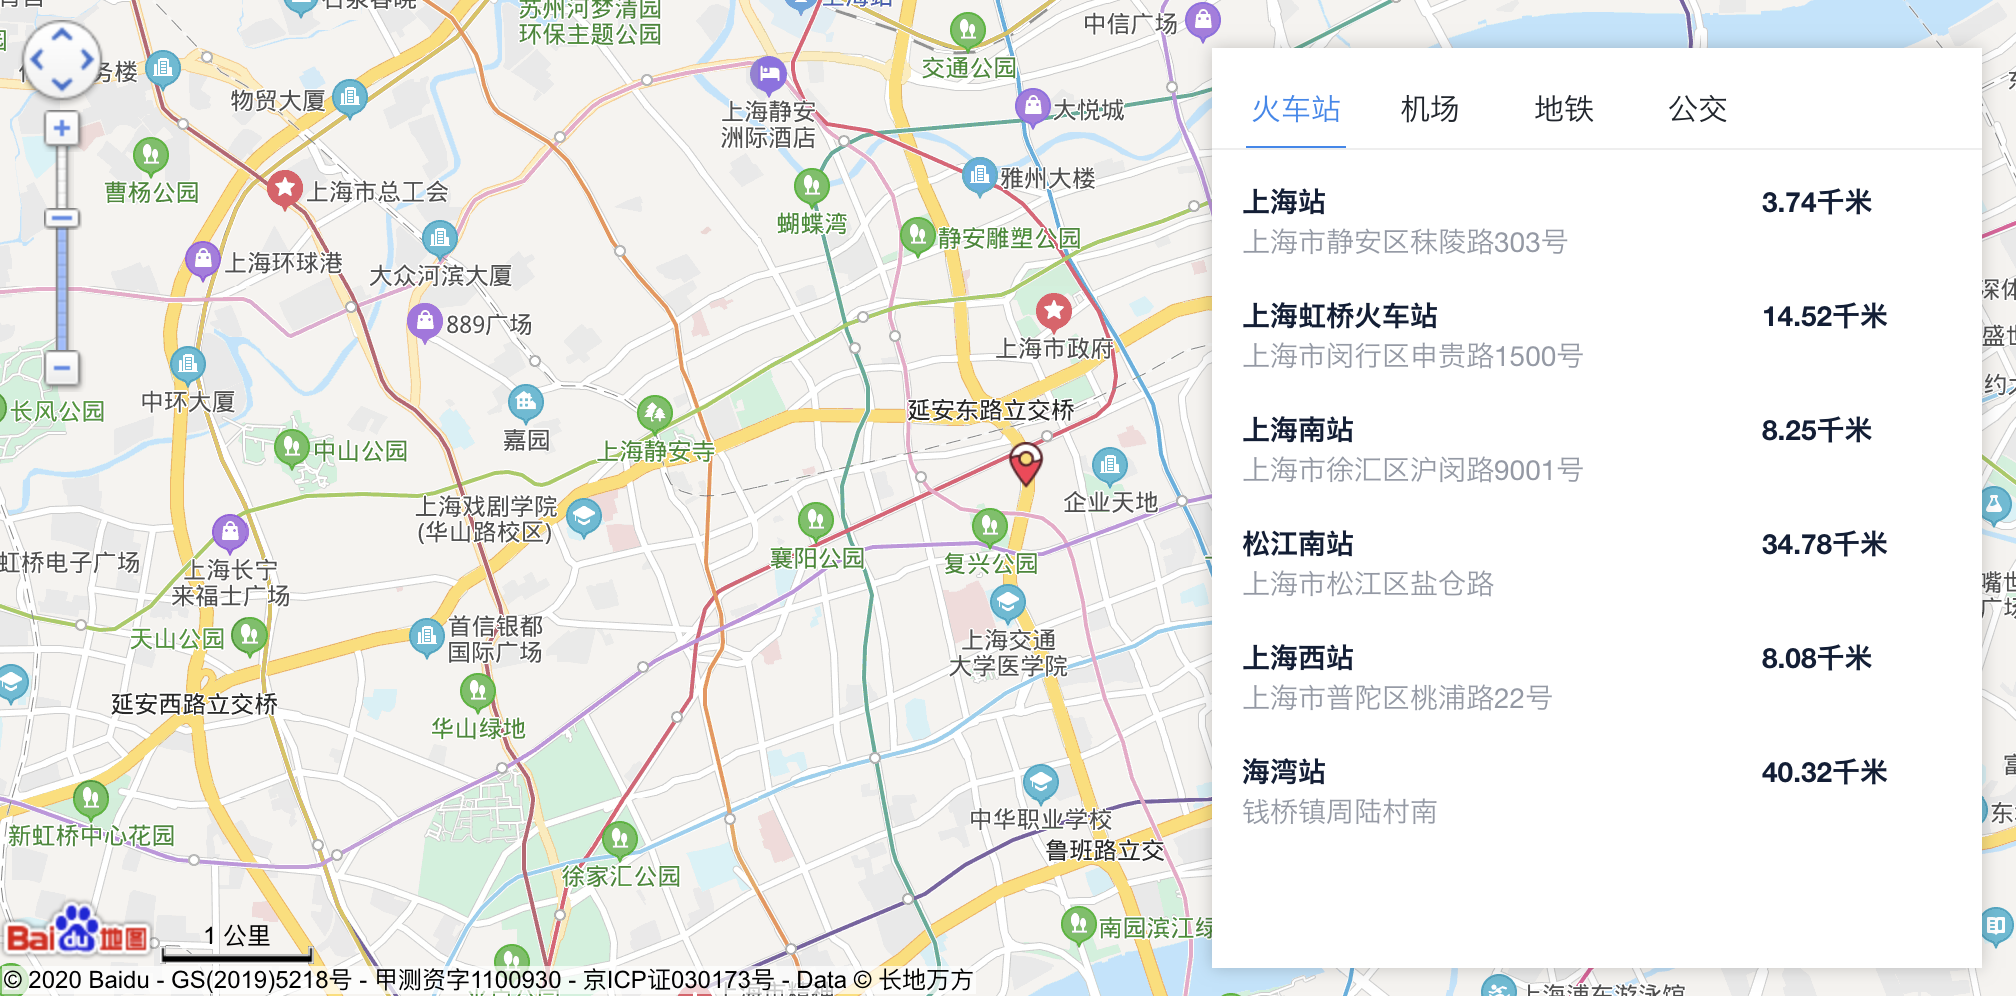 苏州河梦清园
环保主题公园
中信广场
交通公园
物贸大厦
上海静安
洲际酒店
大悦城
曹杨公园
上海市总工会
雅州大楼
蝴蝶湾
静安雕塑公园
上海环球港
大众河滨大厦
889广场
上海市政府
中环大厦
长风公园
嘉园
延安东路立交桥
中山公园
上海静安寺
上海戏剧学院
(华山路校区)
企业天地
虹桥电子广场
上海长宁
来福士广场
襄阳公园
复兴公园
天山公园
首信银都
国际广场
上海交通
大学医学院
延安西路立交桥
华山绿地
中华职业学校
鲁班路立交
新虹桥中心花园
徐家汇公园
南园滨江绿
上海浦东游泳馆
Bai du 地图
1 公里
© 2020 Baidu - GS(2019)5218号 - 甲测资字1100930 - 京ICP证030173号 - Data © 长地万方
火车站 机场 地铁 公交
上海站 3.74千米
上海市静安区秣陵路303号
上海虹桥火车站 14.52千米
上海市闵行区申贵路1500号
上海南站 8.25千米
上海市徐汇区沪闵路9001号
松江南站 34.78千米
上海市松江区盐仓路
上海西站 8.08千米
上海市普陀区桃浦路22号
海湾站 40.32千米
钱桥镇周陆村南